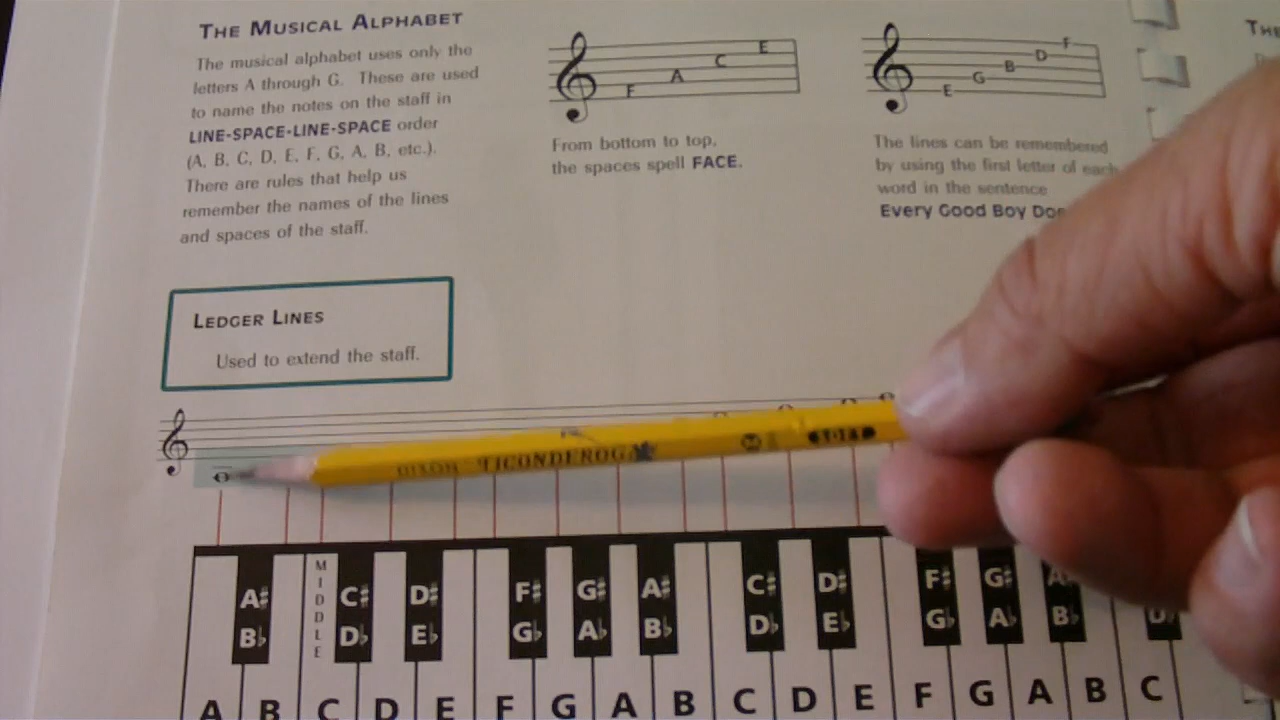 THE MUSICAL ALPHABET
The musical alphabet uses only the
letters A through G. These are used
to name the notes on the staff in
LINE-SPACE-LINE-SPACE order
(A, B, C, D, E, F, G, A, B, etc.).
There are rules that help us
remember the names of the lines
and spaces of the staff.
F A C E
From bottom to top,
the spaces spell FACE.
E G B D F
The lines can be remembered
by using the first letter of each
word in the sentence
Every Good Boy
LEDGER LINES
Used to extend the staff.
DIXON TICONDEROGA
MIDDLE
A♯ C♯ D♯ F♯ G♯ A♯ C♯ D♯ F♯ G♯
B♭ D♭ E♭ G♭ A♭ B♭ D♭ E♭ G♭ A♭ B♭ D♭
A B C D E F G A B C D E F G A B C